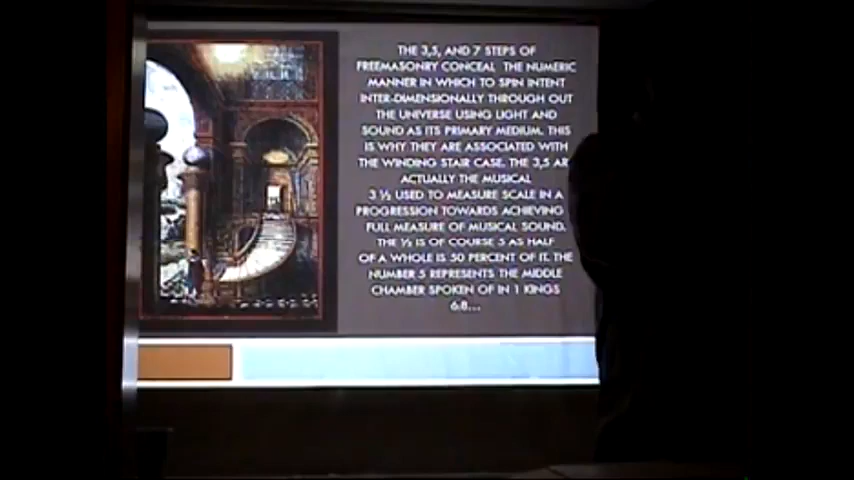 THE 3,5, AND 7 STEPS OF
FREEMASONRY CONCEAL THE NUMERIC
MANNER IN WHICH TO SPIN INTENT
INTER-DIMENSIONALLY THROUGH OUT
THE UNIVERSE USING LIGHT AND
SOUND AS ITS PRIMARY MEDIUM. THIS
IS WHY THEY ARE ASSOCIATED WITH
THE WINDING STAIR CASE. THE 3,5 AR
ACTUALLY THE MUSICAL
3 ½ USED TO MEASURE SCALE IN A
PROGRESSION TOWARDS ACHIEVING
FULL MEASURE OF MUSICAL SOUND.
THE ½ IS OF COURSE 5 AS HALF
OF A WHOLE IS 50 PERCENT OF IT. THE
NUMBER 5 REPRESENTS THE MIDDLE
CHAMBER SPOKEN OF IN 1 KINGS
6:8...